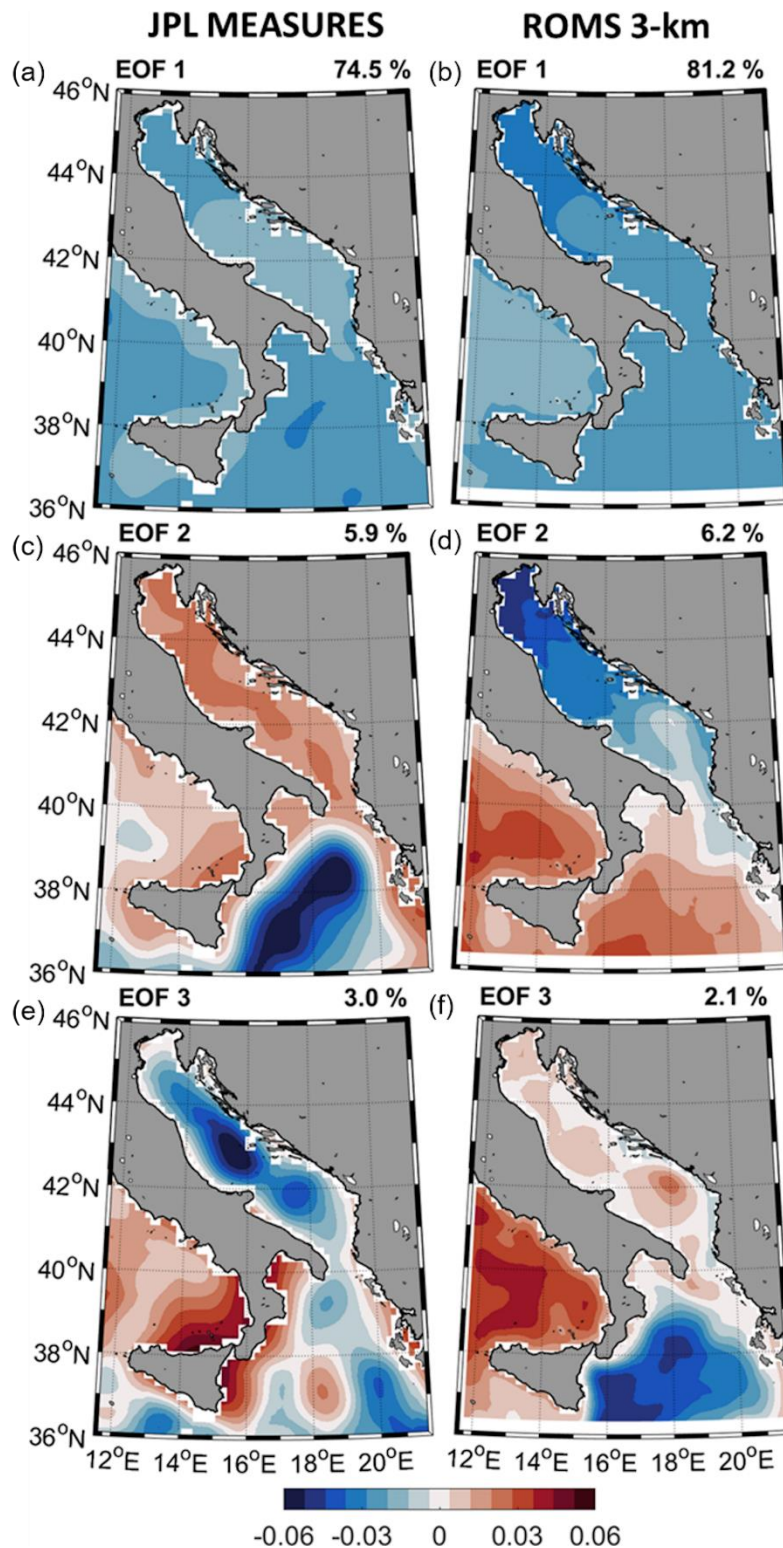 JPL MEASURES ROMS 3-km
(a) EOF 1 74.5 % (b) EOF 1 81.2 %
46°N
44°N
42°N
40°N
38°N
36°N
(c) EOF 2 5.9 % (d) EOF 2 6.2 %
46°N
44°N
42°N
40°N
38°N
36°N
(e) EOF 3 3.0 % (f) EOF 3 2.1 %
46°N
44°N
42°N
40°N
38°N
36°N
12°E 14°E 16°E 18°E 20°E 12°E 14°E 16°E 18°E 20°E
-0.06 -0.03 0 0.03 0.06